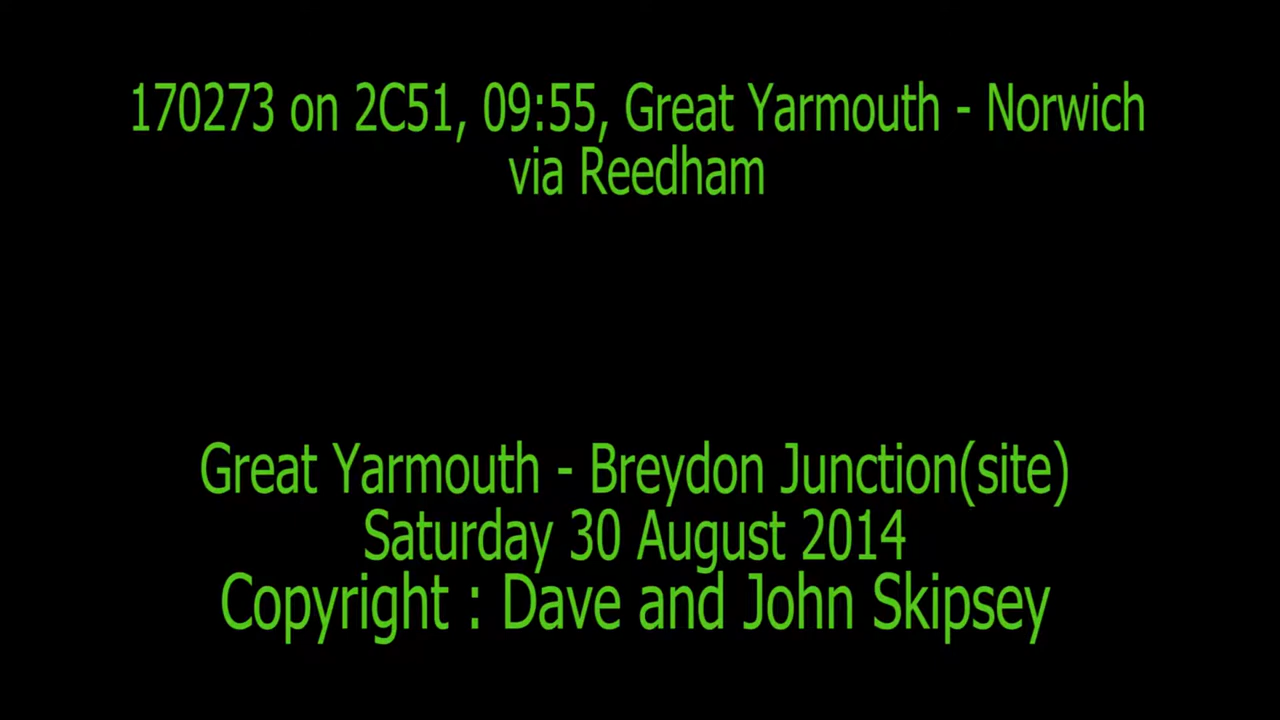 170273 on 2C51, 09:55, Great Yarmouth - Norwich
via Reedham
Great Yarmouth - Breydon Junction(site)
Saturday 30 August 2014
Copyright : Dave and John Skipsey